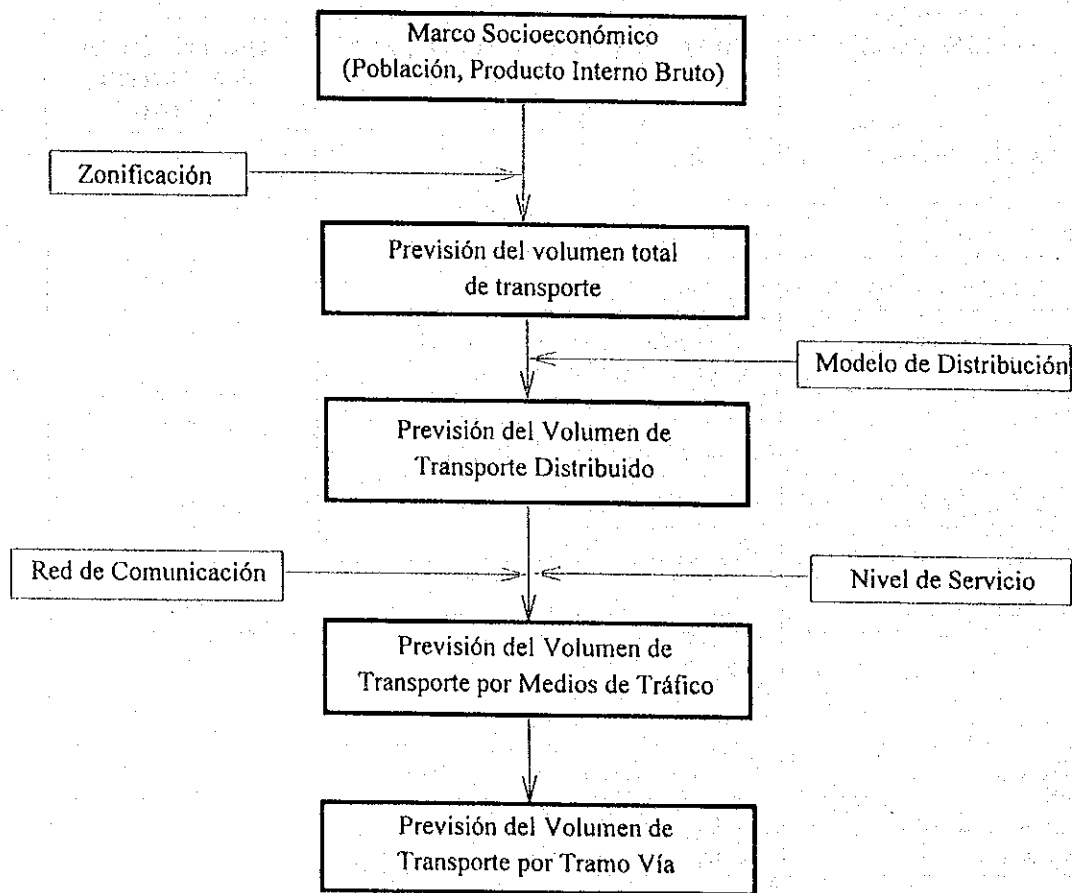 Marco Socioeconómico
(Población, Producto Interno Bruto)
Zonificación
Previsión del volumen total
de transporte
Modelo de Distribución
Previsión del Volumen de
Transporte Distribuido
Red de Comunicación
Nivel de Servicio
Previsión del Volumen de
Transporte por Medios de Tráfico
Previsión del Volumen de
Transporte por Tramo Vía